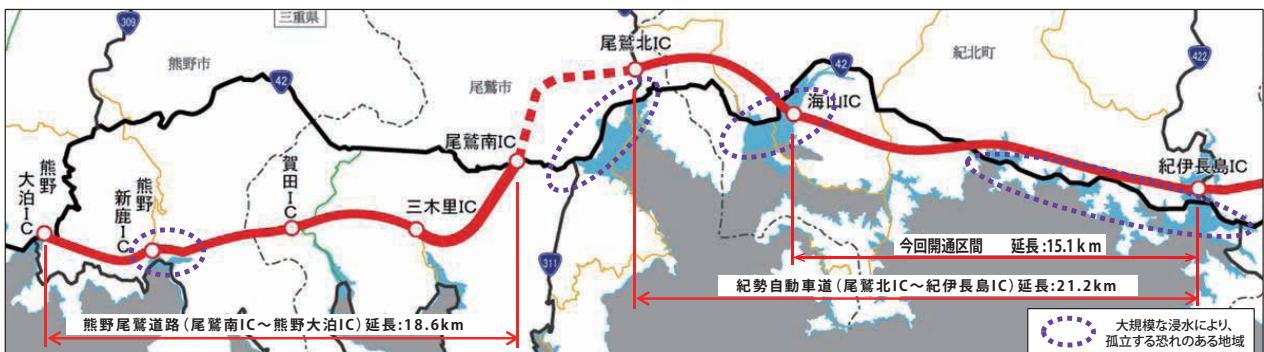 三重県
309
尾鷲北IC
紀北町
422
熊野市
42
尾鷲市
42
海山IC
尾鷲南IC
紀伊長島IC
熊野大泊IC
熊野新鹿IC
賀田IC
三木里IC
311
今回開通区間 延長:15.1km
紀勢自動車道(尾鷲北IC~紀伊長島IC)延長:21.2km
熊野尾鷲道路(尾鷲南IC~熊野大泊IC)延長:18.6km
大規模な浸水により、
孤立する恐れのある地域